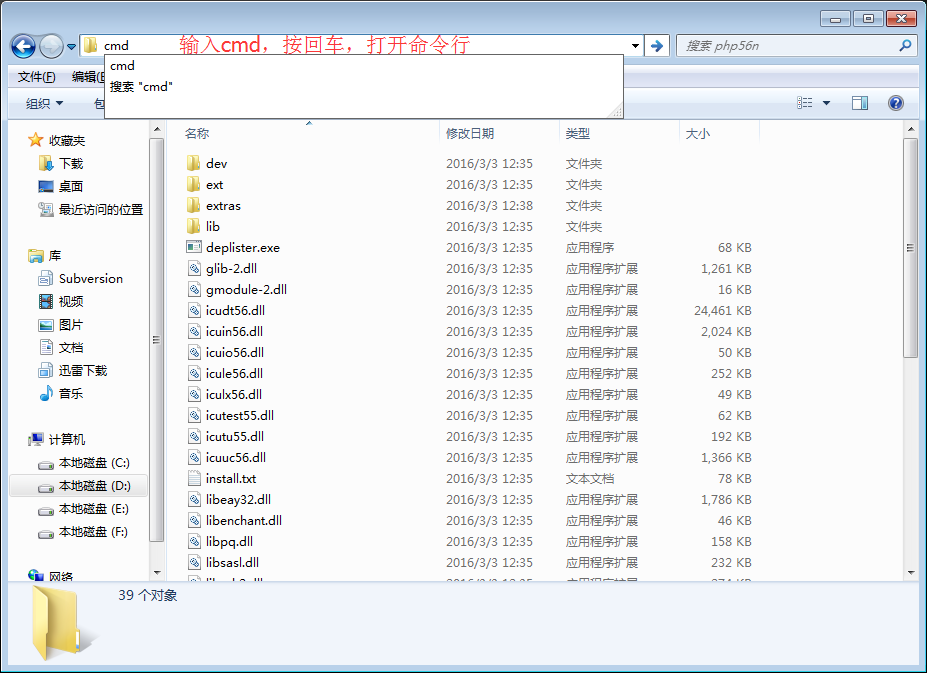 cmd
输入cmd，按回车，打开命令行
搜索 php56n
cmd
搜索 "cmd"
文件(F) 编辑(E
组织
名称 修改日期 类型 大小
收藏夹
下载
桌面
最近访问的位置
库
Subversion
视频
图片
文档
迅雷下载
音乐
计算机
本地磁盘 (C:)
本地磁盘 (D:)
本地磁盘 (E:)
本地磁盘 (F:)
网络
dev 2016/3/3 12:35 文件夹
ext 2016/3/3 12:35 文件夹
extras 2016/3/3 12:38 文件夹
lib 2016/3/3 12:35 文件夹
deplister.exe 2016/3/3 12:35 应用程序 68 KB
glib-2.dll 2016/3/3 12:35 应用程序扩展 1,261 KB
gmodule-2.dll 2016/3/3 12:35 应用程序扩展 16 KB
icudt56.dll 2016/3/3 12:35 应用程序扩展 24,461 KB
icuin56.dll 2016/3/3 12:35 应用程序扩展 2,024 KB
icuio56.dll 2016/3/3 12:35 应用程序扩展 50 KB
icule56.dll 2016/3/3 12:35 应用程序扩展 252 KB
iculx56.dll 2016/3/3 12:35 应用程序扩展 49 KB
icutest55.dll 2016/3/3 12:35 应用程序扩展 62 KB
icutu55.dll 2016/3/3 12:35 应用程序扩展 192 KB
icuuc56.dll 2016/3/3 12:35 应用程序扩展 1,366 KB
install.txt 2016/3/3 12:35 文本文档 78 KB
libeay32.dll 2016/3/3 12:35 应用程序扩展 1,786 KB
libenchant.dll 2016/3/3 12:35 应用程序扩展 46 KB
libpq.dll 2016/3/3 12:35 应用程序扩展 158 KB
libsasl.dll 2016/3/3 12:35 应用程序扩展 232 KB
39 个对象